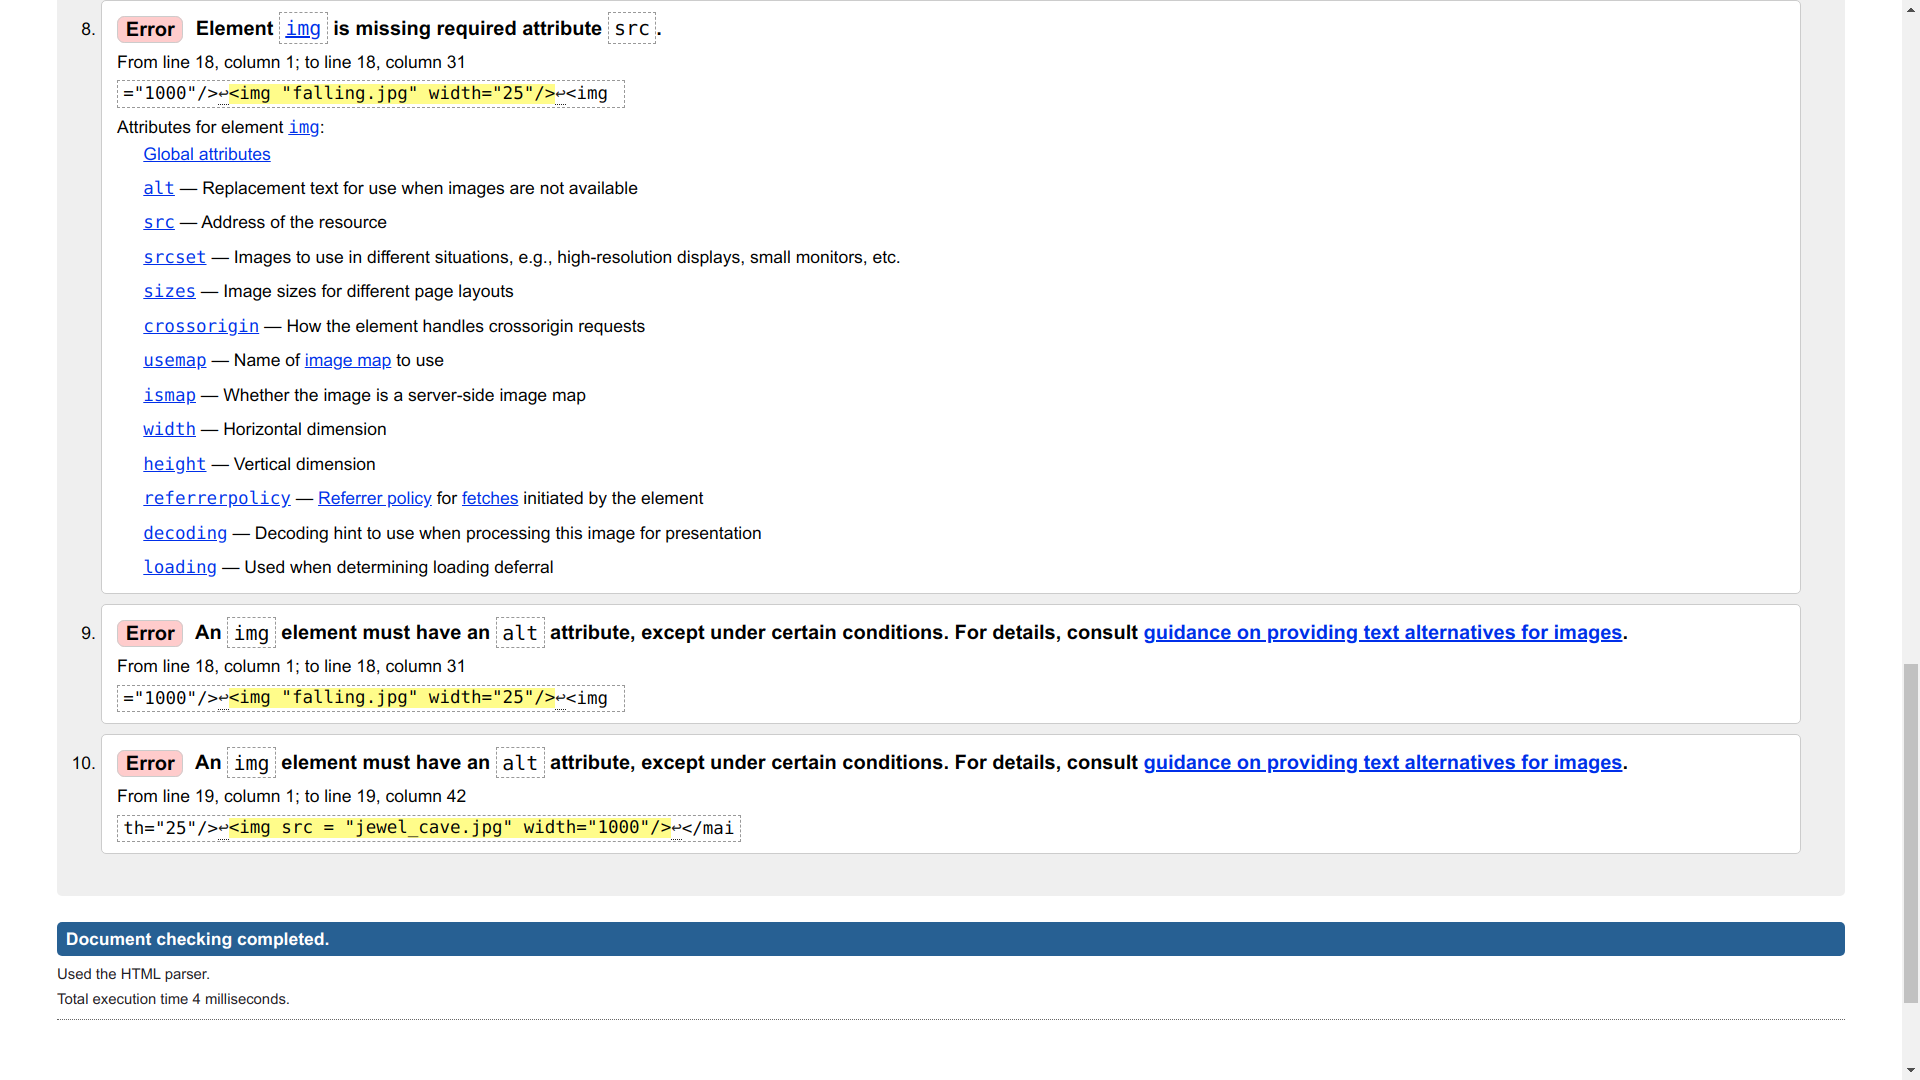 8. Error Element img is missing required attribute src.
From line 18, column 1; to line 18, column 31
="1000"/>↩<img "falling.jpg" width="25"/>↩<img
Attributes for element img:
Global attributes
alt — Replacement text for use when images are not available
src — Address of the resource
srcset — Images to use in different situations, e.g., high-resolution displays, small monitors, etc.
sizes — Image sizes for different page layouts
crossorigin — How the element handles crossorigin requests
usemap — Name of image map to use
ismap — Whether the image is a server-side image map
width — Horizontal dimension
height — Vertical dimension
referrerpolicy — Referrer policy for fetches initiated by the element
decoding — Decoding hint to use when processing this image for presentation
loading — Used when determining loading deferral
9. Error An img element must have an alt attribute, except under certain conditions. For details, consult guidance on providing text alternatives for images.
From line 18, column 1; to line 18, column 31
="1000"/>↩<img "falling.jpg" width="25"/>↩<img
10. Error An img element must have an alt attribute, except under certain conditions. For details, consult guidance on providing text alternatives for images.
From line 19, column 1; to line 19, column 42
th="25"/>↩<img src = "jewel_cave.jpg" width="1000"/>↩</mai
Document checking completed.
Used the HTML parser.
Total execution time 4 milliseconds.